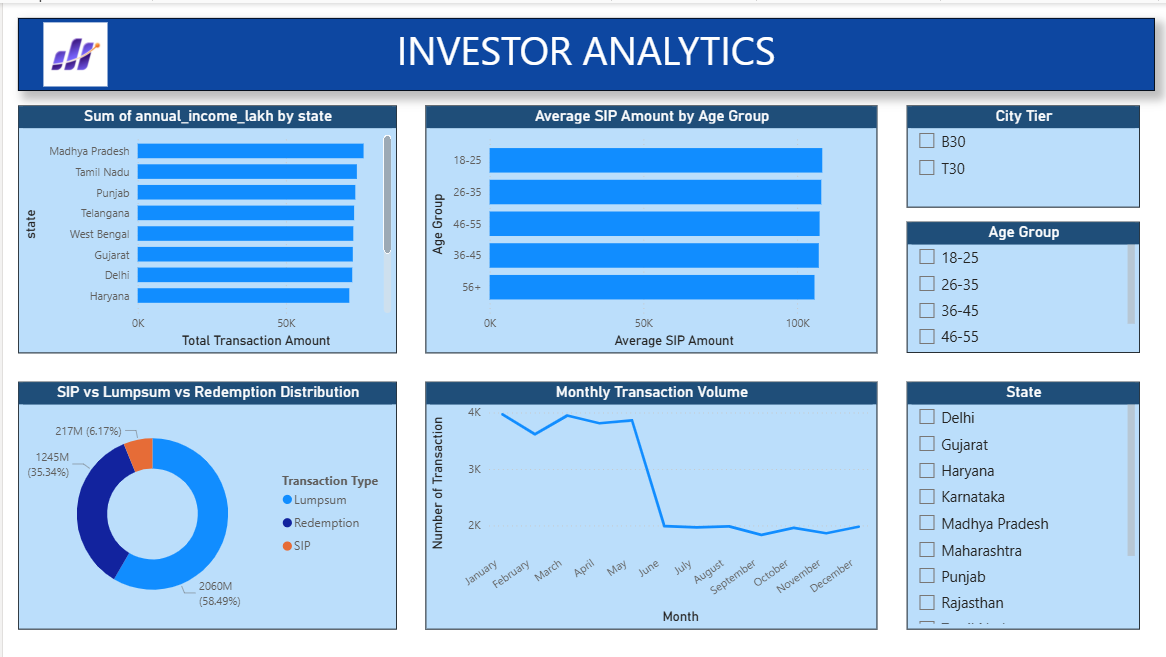 INVESTOR ANALYTICS
Sum of annual_income_lakh by state
state
Madhya Pradesh
Tamil Nadu
Punjab
Telangana
West Bengal
Gujarat
Delhi
Haryana
0K 50K
Total Transaction Amount
Average SIP Amount by Age Group
Age Group
18-25
26-35
46-55
36-45
56+
0K 50K 100K
Average SIP Amount
City Tier
B30
T30
Age Group
18-25
26-35
36-45
46-55
SIP vs Lumpsum vs Redemption Distribution
217M (6.17%)
1245M
(35.34%)
2060M
(58.49%)
Transaction Type
Lumpsum
Redemption
SIP
Monthly Transaction Volume
Number of Transaction
4K
3K
2K
January February March April May June July August September October November December
Month
State
Delhi
Gujarat
Haryana
Karnataka
Madhya Pradesh
Maharashtra
Punjab
Rajasthan